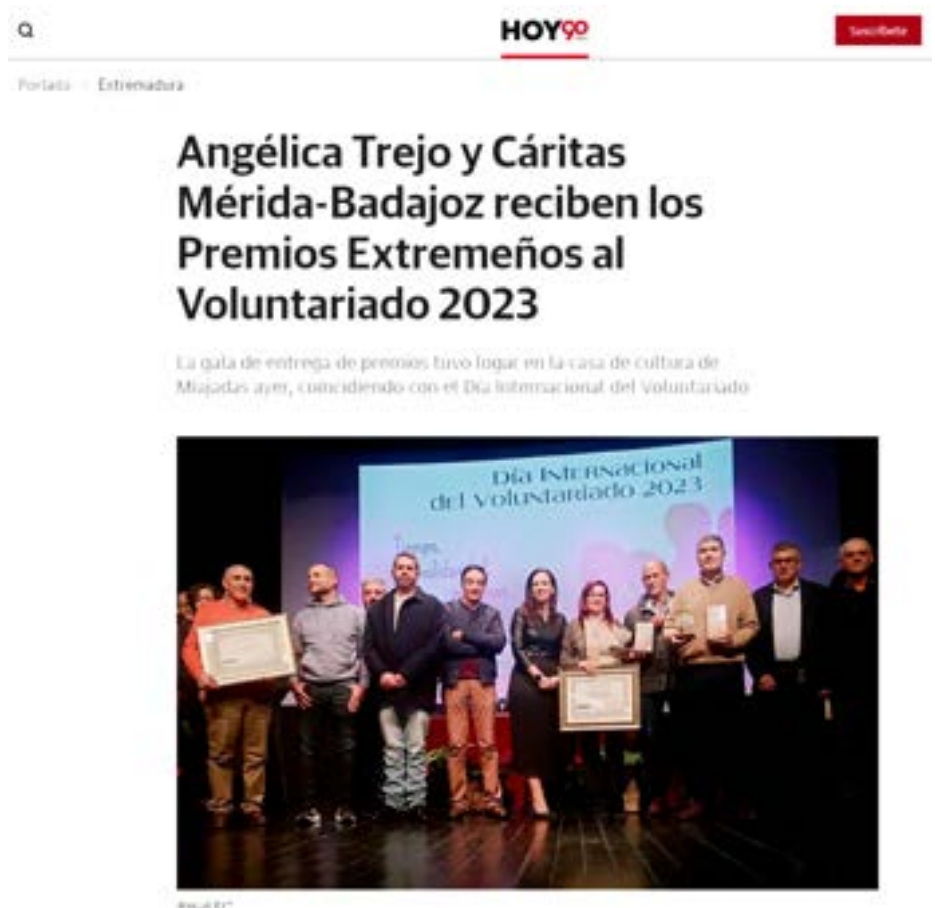 HOY90
Suscríbete
Portada Extremadura
Angélica Trejo y Cáritas
Mérida-Badajoz reciben los
Premios Extremeños al
Voluntariado 2023
La gala de entrega de premios tuvo lugar en la casa de cultura de
Miajadas ayer, coincidiendo con el Día Internacional del Voluntariado
Día Internacional
del Voluntariado 2023